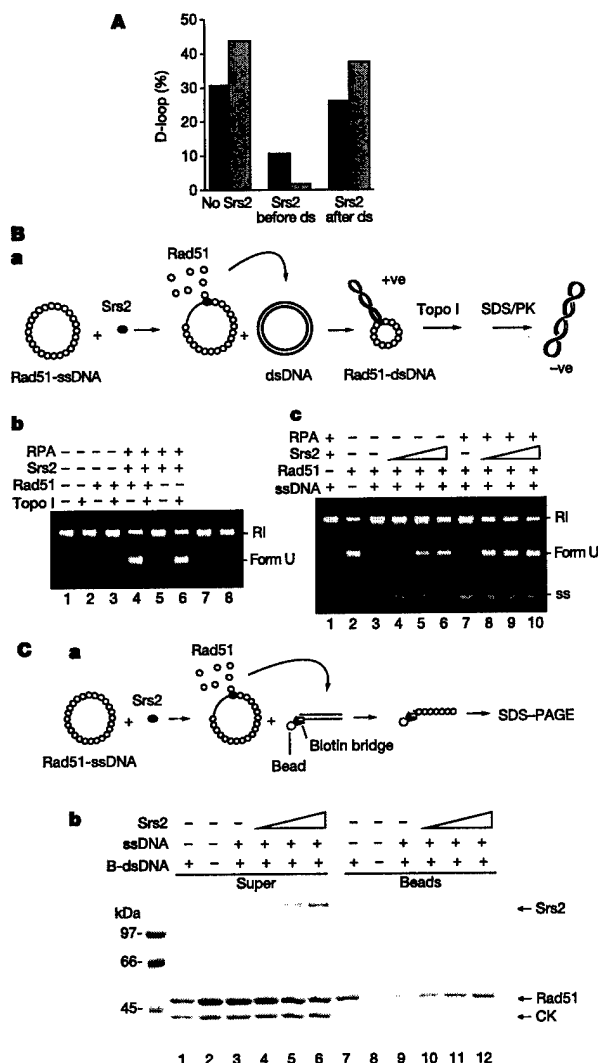 A
D-loop (%)
50
40
30
20
10
0
No Srs2
Srs2 before ds
Srs2 after ds
B
a
Rad51
Srs2
+
+
+ve
Topo I
SDS/PK
–ve
Rad51-ssDNA
dsDNA
Rad51-dsDNA
b
RPA – – – – + + + +
Srs2 – – – – + + + +
Rad51
Topo I
RI
Form U
1 2 3 4 5 6 7 8
c
RPA + – – – – – + + + +
Srs2 + – – –
Rad51
ssDNA
RI
Form U
ss
1 2 3 4 5 6 7 8 9 10
C
a
Rad51
Srs2
+
+
SDS–PAGE
Biotin bridge
Bead
Rad51-ssDNA
b
Srs2 – – – – – –
ssDNA – – + + + + – – + + + +
B-dsDNA + – + + + + + – + + + +
Super
Beads
kDa
97-
66-
45-
← Srs2
← Rad51
← CK
1 2 3 4 5 6 7 8 9 10 11 12